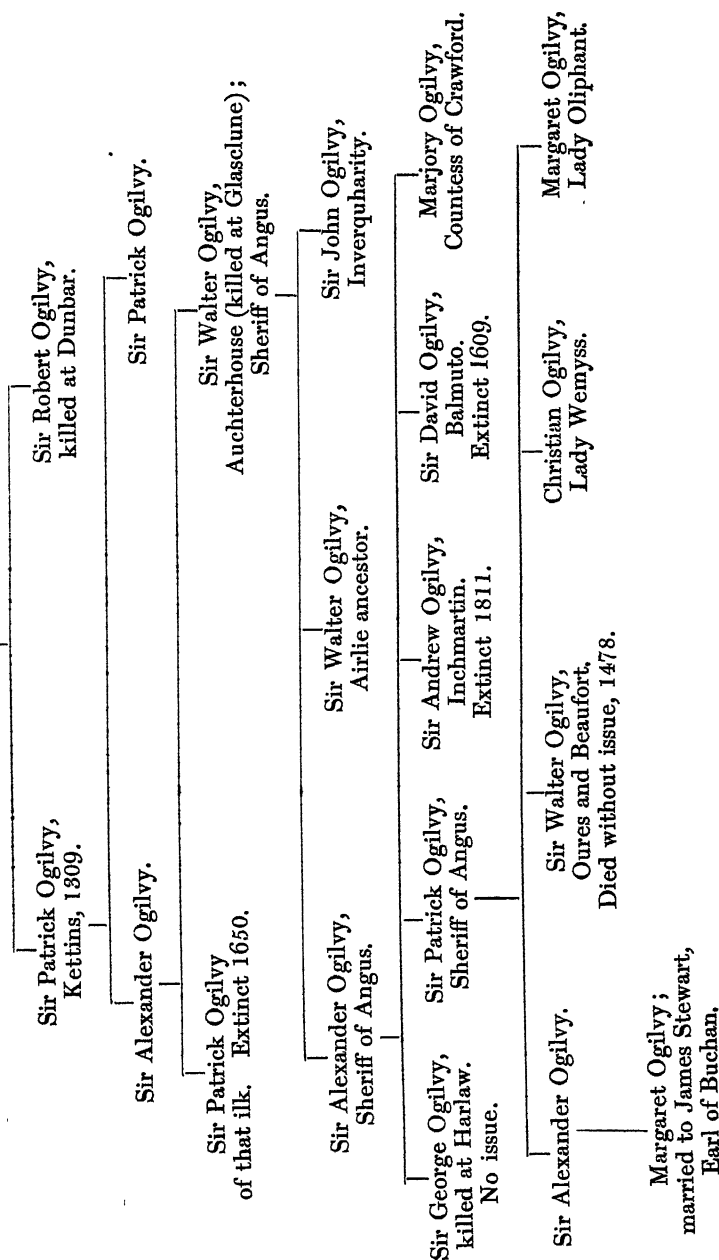 Sir Patrick Ogilvy,
Kettins, 1309.
Sir Robert Ogilvy,
killed at Dunbar.
Sir Alexander Ogilvy.
Sir Patrick Ogilvy.
Sir Patrick Ogilvy
of that ilk. Extinct 1650.
Sir Walter Ogilvy,
Auchterhouse (killed at Glasclune);
Sheriff of Angus.
Sir Alexander Ogilvy,
Sheriff of Angus.
Sir Walter Ogilvy,
Airlie ancestor.
Sir John Ogilvy,
Inverquharity.
Sir George Ogilvy,
killed at Harlaw.
No issue.
Sir Patrick Ogilvy,
Sheriff of Angus.
Sir Andrew Ogilvy,
Inchmartin.
Extinct 1811.
Sir David Ogilvy,
Balmuto.
Extinct 1609.
Marjory Ogilvy,
Countess of Crawford.
Sir Alexander Ogilvy.
Sir Walter Ogilvy,
Oures and Beaufort.
Died without issue, 1478.
Christian Ogilvy,
Lady Wemyss.
Margaret Ogilvy,
Lady Oliphant.
Margaret Ogilvy;
married to James Stewart,
Earl of Buchan.